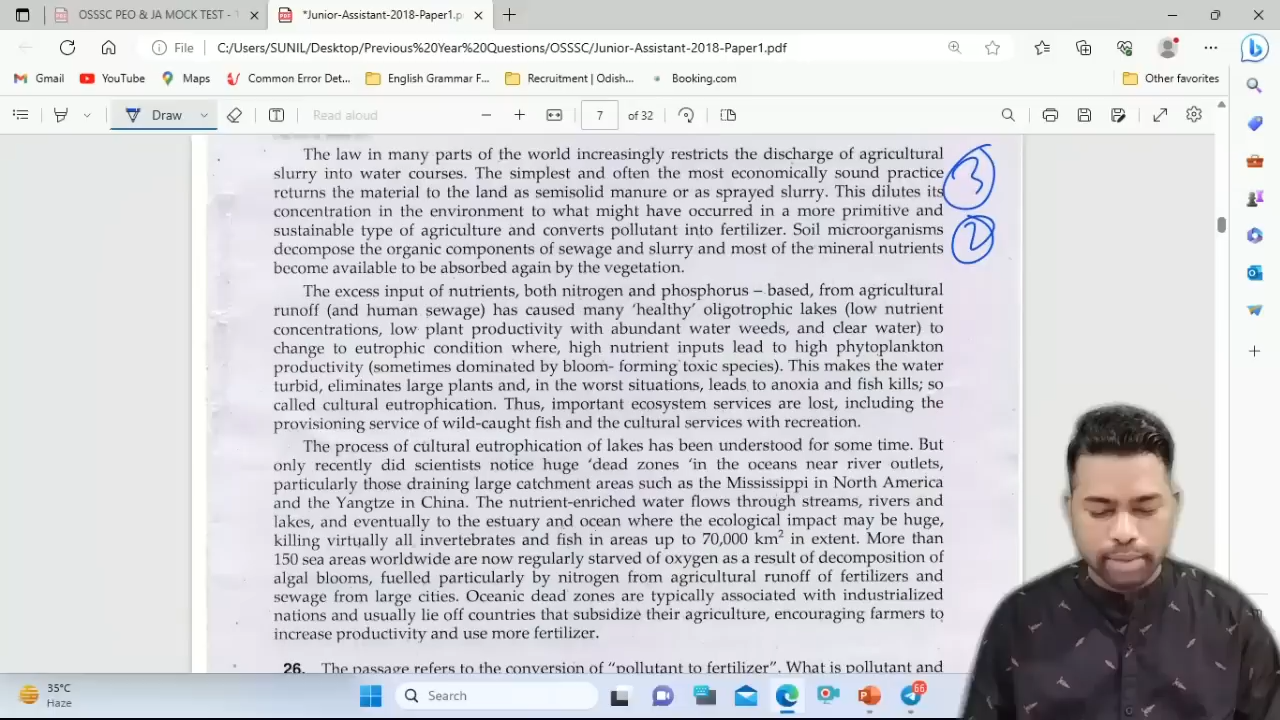 OSSSC PEO & JA MOCK TEST -
*Junior-Assistant-2018-Paper1.p
File
C:/Users/SUNIL/Desktop/Previous%20Year%20Questions/OSSSC/Junior-Assistant-2018-Paper1.pdf
Gmail
YouTube
Maps
Common Error Det...
English Grammar F...
Recruitment | Odish...
Booking.com
Other favorites
Draw
Read aloud
7
of 32
The law in many parts of the world increasingly restricts the discharge of agricultural
slurry into water courses. The simplest and often the most economically sound practice
returns the material to the land as semisolid manure or as sprayed slurry. This dilutes its
concentration in the environment to what might have occurred in a more primitive and
sustainable type of agriculture and converts pollutant into fertilizer. Soil microorganisms
decompose the organic components of sewage and slurry and most of the mineral nutrients
become available to be absorbed again by the vegetation.
3
2
The excess input of nutrients, both nitrogen and phosphorus – based, from agricultural
runoff (and human sewage) has caused many 'healthy' oligotrophic lakes (low nutrient
concentrations, low plant productivity with abundant water weeds, and clear water) to
change to eutrophic condition where, high nutrient inputs lead to high phytoplankton
productivity (sometimes dominated by bloom- forming toxic species). This makes the water
turbid, eliminates large plants and, in the worst situations, leads to anoxia and fish kills; so
called cultural eutrophication. Thus, important ecosystem services are lost, including the
provisioning service of wild-caught fish and the cultural services with recreation.
The process of cultural eutrophication of lakes has been understood for some time. But
only recently did scientists notice huge 'dead zones 'in the oceans near river outlets,
particularly those draining large catchment areas such as the Mississippi in North America
and the Yangtze in China. The nutrient-enriched water flows through streams, rivers and
lakes, and eventually to the estuary and ocean where the ecological impact may be huge,
killing virtually all invertebrates and fish in areas up to 70,000 km² in extent. More than
150 sea areas worldwide are now regularly starved of oxygen as a result of decomposition of
algal blooms, fuelled particularly by nitrogen from agricultural runoff of fertilizers and
sewage from large cities. Oceanic dead zones are typically associated with industrialized
nations and usually lie off countries that subsidize their agriculture, encouraging farmers to
increase productivity and use more fertilizer.
26. The passage refers to the conversion of "pollutant to fertilizer". What is pollutant and
35°C
Haze
Search
66